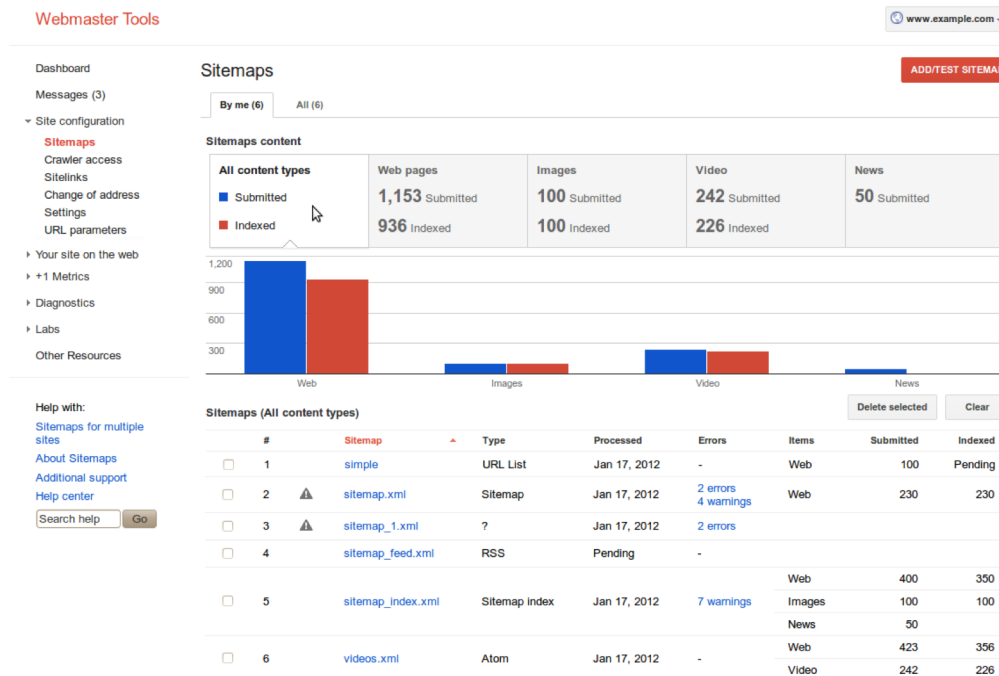 Webmaster Tools
www.example.com
Dashboard
Messages (3)
Site configuration
Sitemaps
Crawler access
Sitelinks
Change of address
Settings
URL parameters
Your site on the web
+1 Metrics
Diagnostics
Labs
Other Resources
Help with:
Sitemaps for multiple
sites
About Sitemaps
Additional support
Help center
Search help Go
Sitemaps
ADD/TEST SITEMA
By me (6) All (6)
Sitemaps content
All content types Web pages Images Video News
Submitted 1,153 Submitted 100 Submitted 242 Submitted 50 Submitted
Indexed 936 Indexed 100 Indexed 226 Indexed
1,200
900
600
300
Web Images Video News
Sitemaps (All content types) Delete selected Clear
# Sitemap Type Processed Errors Items Submitted Indexed
1 simple URL List Jan 17, 2012 - Web 100 Pending
2 sitemap.xml Sitemap Jan 17, 2012 2 errors Web 230 230
4 warnings
3 sitemap_1.xml ? Jan 17, 2012 2 errors
4 sitemap_feed.xml RSS Pending -
Web 400 350
5 sitemap_index.xml Sitemap index Jan 17, 2012 7 warnings Images 100 100
News 50
Web 423 356
6 videos.xml Atom Jan 17, 2012 -
Video 242 226